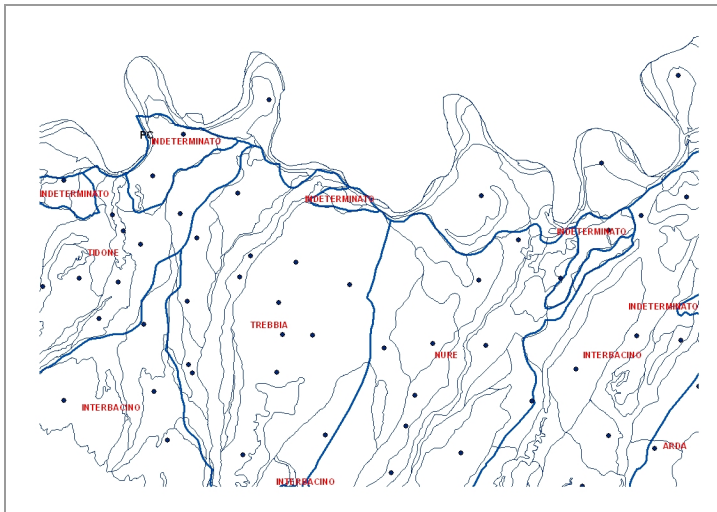 PC
INDETERMINATO
INDETERMINATO
INDETERMINATO
INDETERMINATO
TIDONE
INDETERMINATO
TREBBIA
NURE
INTERBACINO
INTERBACINO
ARDA
INTERBACINO